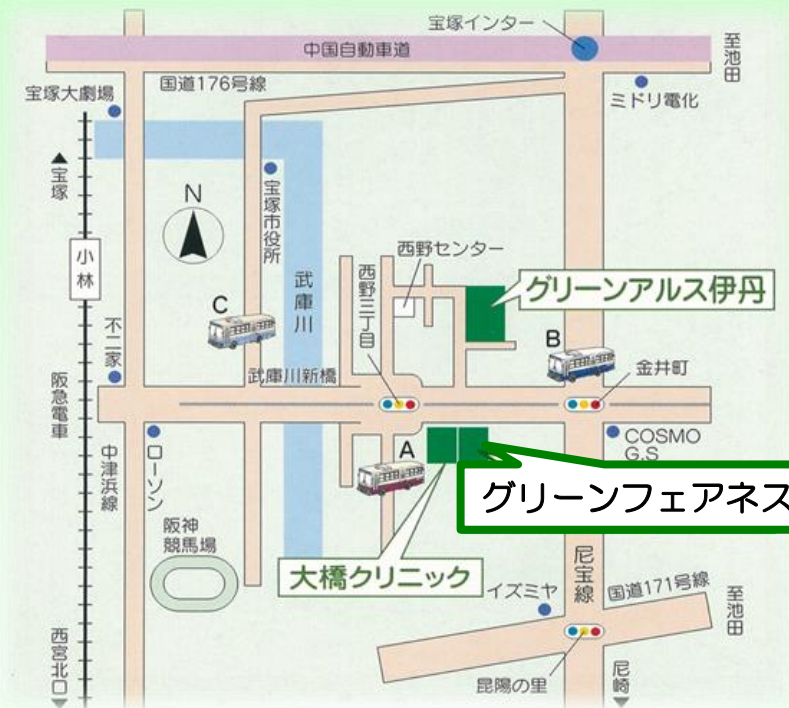 宝塚インター
中国自動車道
至池田
国道176号線
宝塚大劇場
ミドリ電化
▲宝塚
N
宝塚市役所
小林
武庫川
西野センター
西野三丁目
グリーンアルス伊丹
C
B
不二家
武庫川新橋
金井町
阪急電車
中津浜線
ローソン
A
COSMO
G.S
グリーンフェアネス
阪神
競馬場
大橋クリニック
イズミヤ
尼宝線
国道171号線
至池田
西宮北口▼
昆陽の里
尼崎▼